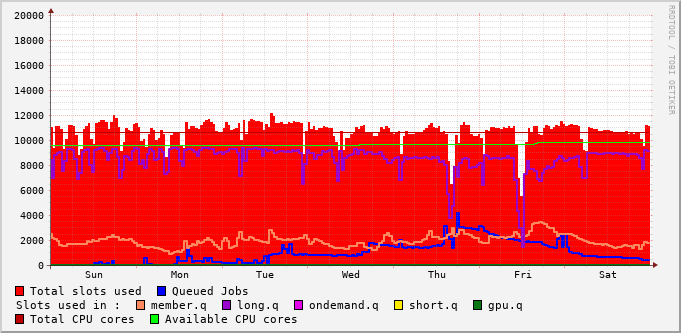 20000
18000
16000
14000
12000
10000
8000
6000
4000
2000
0
Sun Mon Tue Wed Thu Fri Sat
RRDTOOL / TOBI OETIKER
Total slots used Queued Jobs
Slots used in : member.q long.q ondemand.q short.q gpu.q
Total CPU cores Available CPU cores